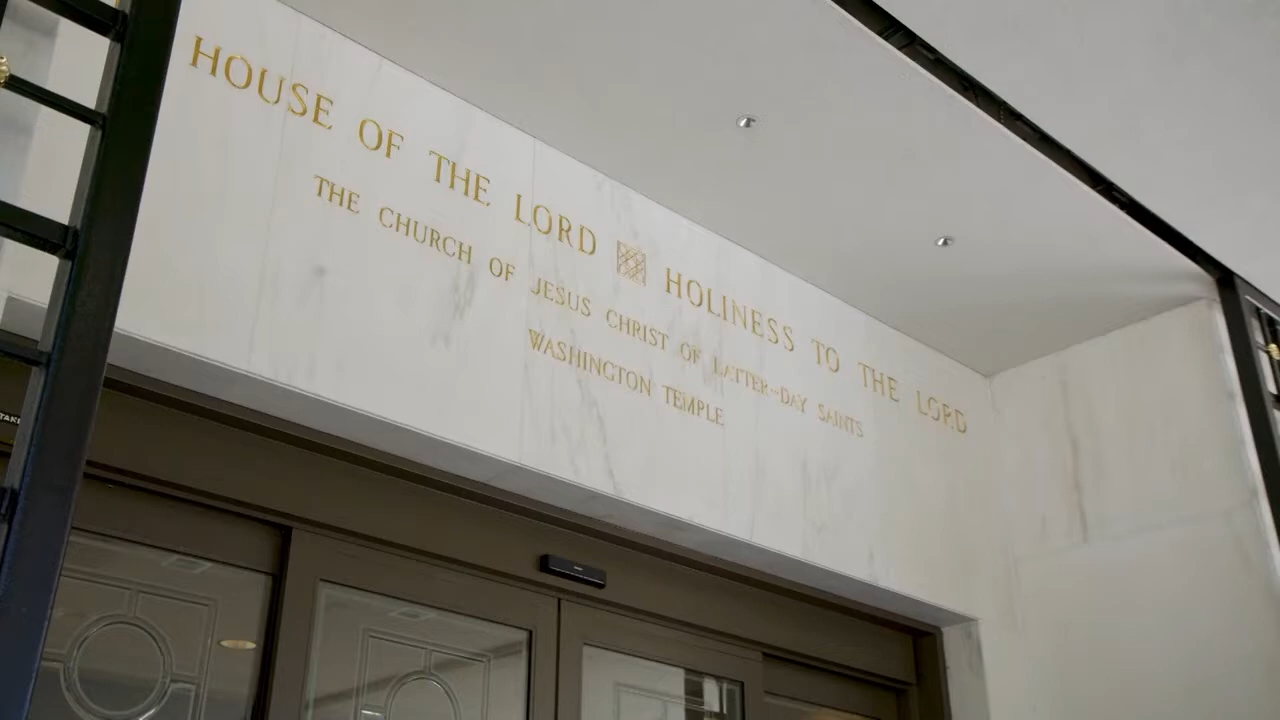 HOUSE OF THE LORD HOLINESS TO THE LORD
THE CHURCH OF JESUS CHRIST OF LATTER-DAY SAINTS
WASHINGTON TEMPLE